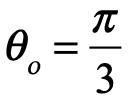 θₒ = π/3